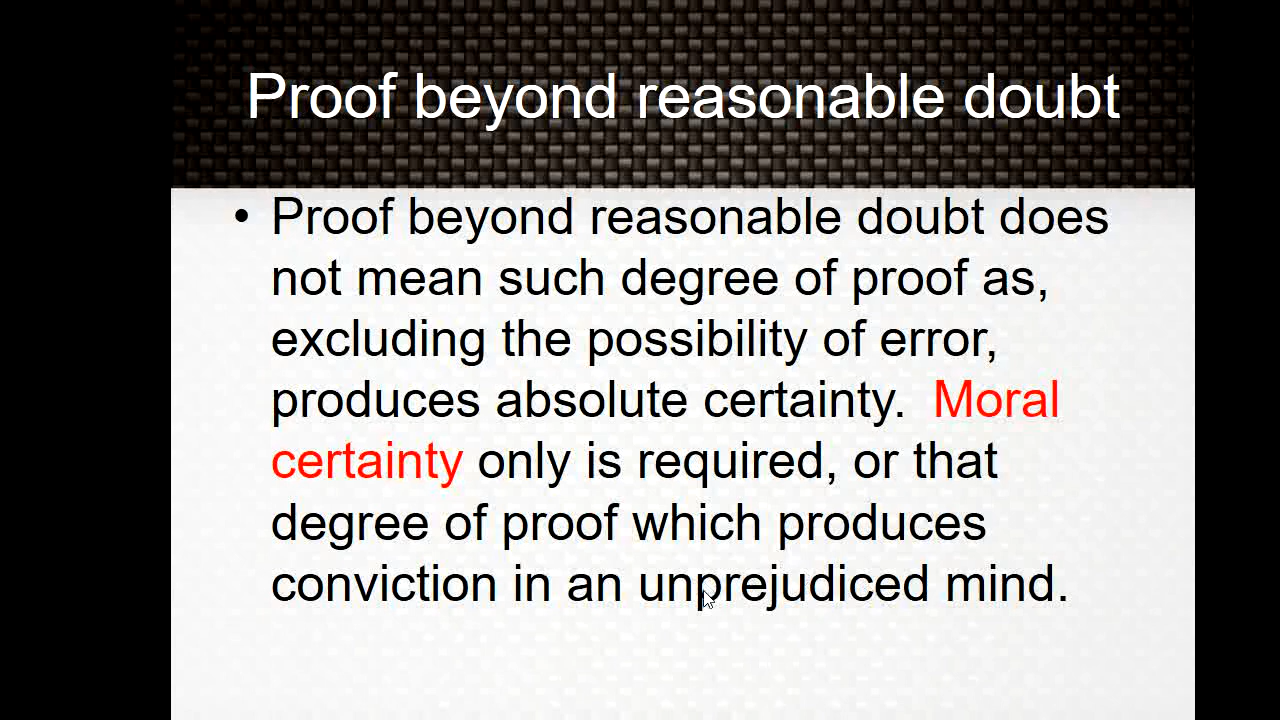 Proof beyond reasonable doubt
• Proof beyond reasonable doubt does
not mean such degree of proof as,
excluding the possibility of error,
produces absolute certainty.  Moral
certainty only is required, or that
degree of proof which produces
conviction in an unprejudiced mind.